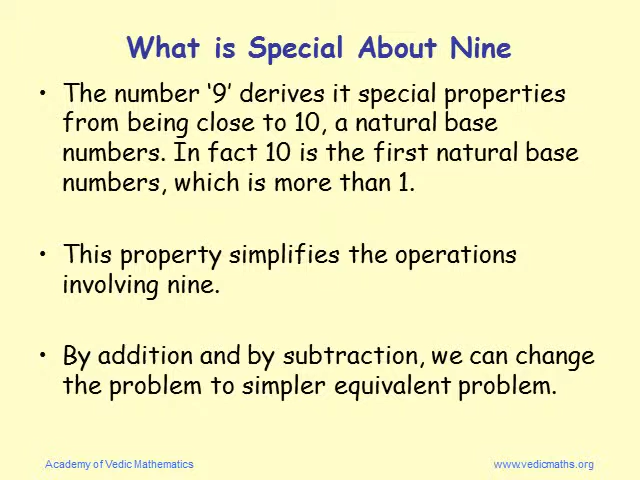 What is Special About Nine
• The number ‘9’ derives it special properties
from being close to 10, a natural base
numbers. In fact 10 is the first natural base
numbers, which is more than 1.
• This property simplifies the operations
involving nine.
• By addition and by subtraction, we can change
the problem to simpler equivalent problem.
Academy of Vedic Mathematics
www.vedicmaths.org